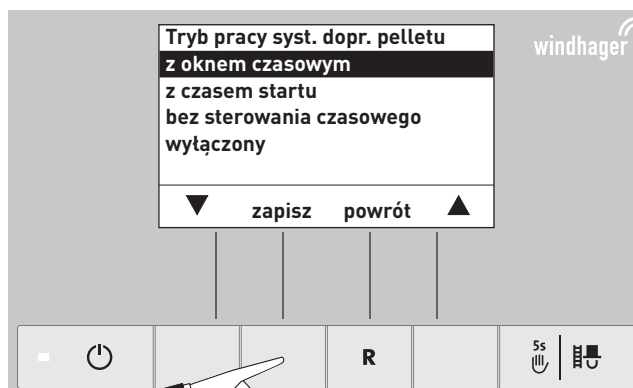 Tryb pracy syst. dopr. pelletu
windhager
z oknem czasowym
z czasem startu
bez sterowania czasowego
wyłączony
▼ zapisz powrót ▲
R
5s